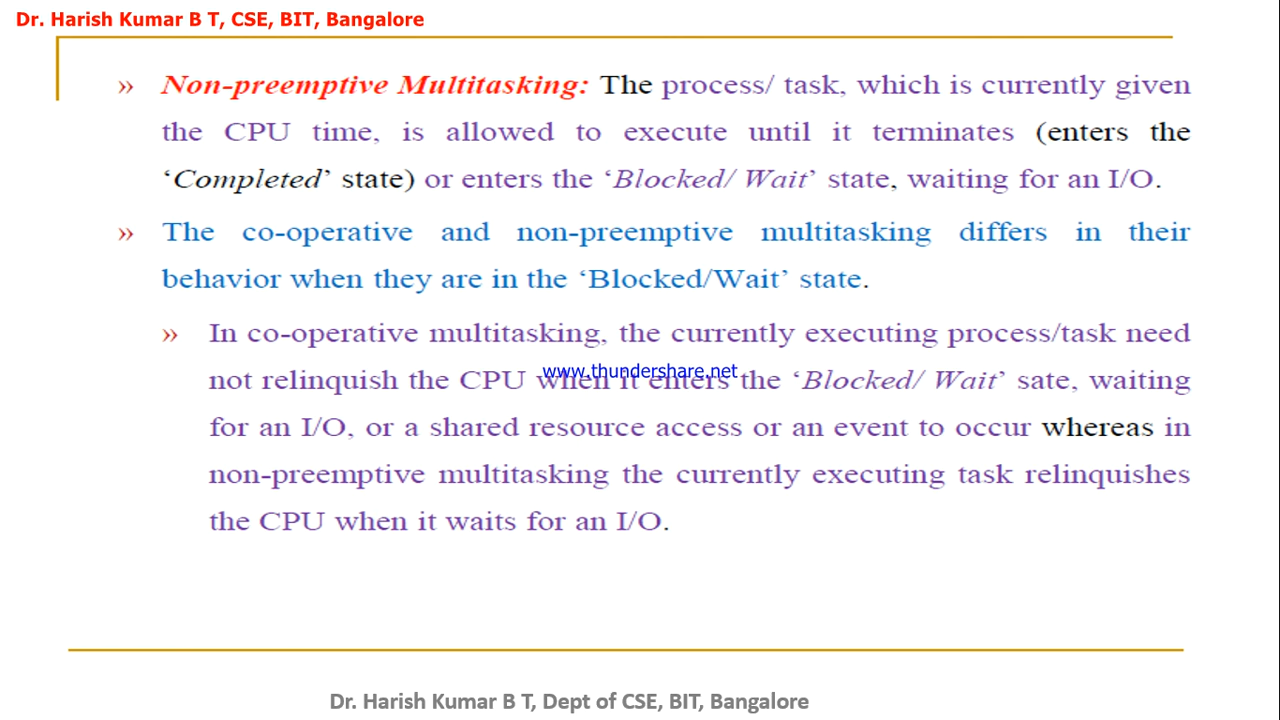 Dr. Harish Kumar B T, CSE, BIT, Bangalore
» Non-preemptive Multitasking: The process/ task, which is currently given
the CPU time, is allowed to execute until it terminates (enters the
‘Completed’ state) or enters the ‘Blocked/ Wait’ state, waiting for an I/O.
» The co-operative and non-preemptive multitasking differs in their
behavior when they are in the ‘Blocked/Wait’ state.
» In co-operative multitasking, the currently executing process/task need
www.thundershare.net
not relinquish the CPU when it enters the ‘Blocked/ Wait’ sate, waiting
for an I/O, or a shared resource access or an event to occur whereas in
non-preemptive multitasking the currently executing task relinquishes
the CPU when it waits for an I/O.
Dr. Harish Kumar B T, Dept of CSE, BIT, Bangalore